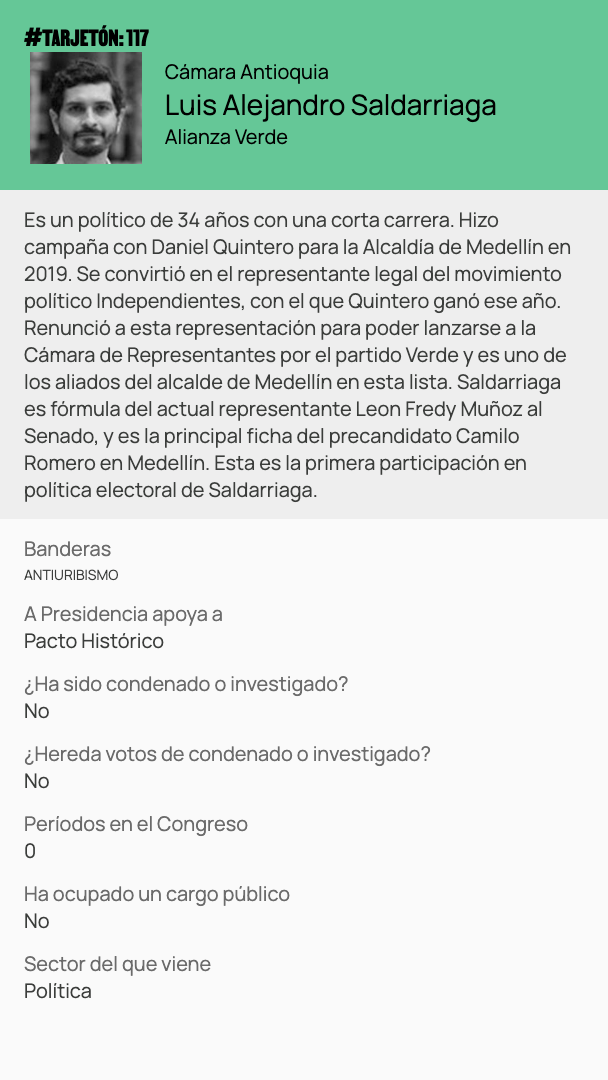 #TARJETÓN: 117
Cámara Antioquia
Luis Alejandro Saldarriaga
Alianza Verde
Es un político de 34 años con una corta carrera. Hizo
campaña con Daniel Quintero para la Alcaldía de Medellín en
2019. Se convirtió en el representante legal del movimiento
político Independientes, con el que Quintero ganó ese año.
Renunció a esta representación para poder lanzarse a la
Cámara de Representantes por el partido Verde y es uno de
los aliados del alcalde de Medellín en esta lista. Saldarriaga
es fórmula del actual representante Leon Fredy Muñoz al
Senado, y es la principal ficha del precandidato Camilo
Romero en Medellín. Esta es la primera participación en
política electoral de Saldarriaga.
Banderas
ANTIURIBISMO
A Presidencia apoya a
Pacto Histórico
¿Ha sido condenado o investigado?
No
¿Hereda votos de condenado o investigado?
No
Períodos en el Congreso
0
Ha ocupado un cargo público
No
Sector del que viene
Política